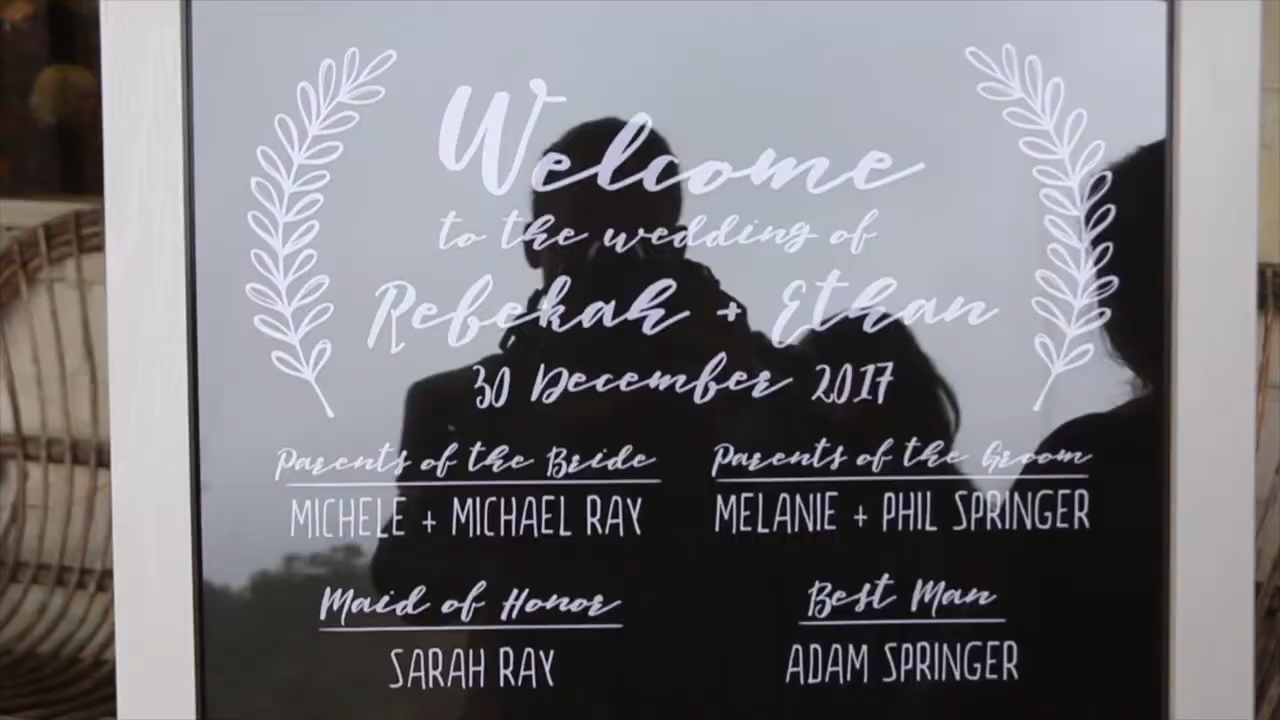 Welcome
to the wedding of
Rebekah + Ethan
30 December 2017
Parents of the Bride
MICHELE + MICHAEL RAY
Parents of the Groom
MELANIE + PHIL SPRINGER
Maid of Honor
SARAH RAY
Best Man
ADAM SPRINGER